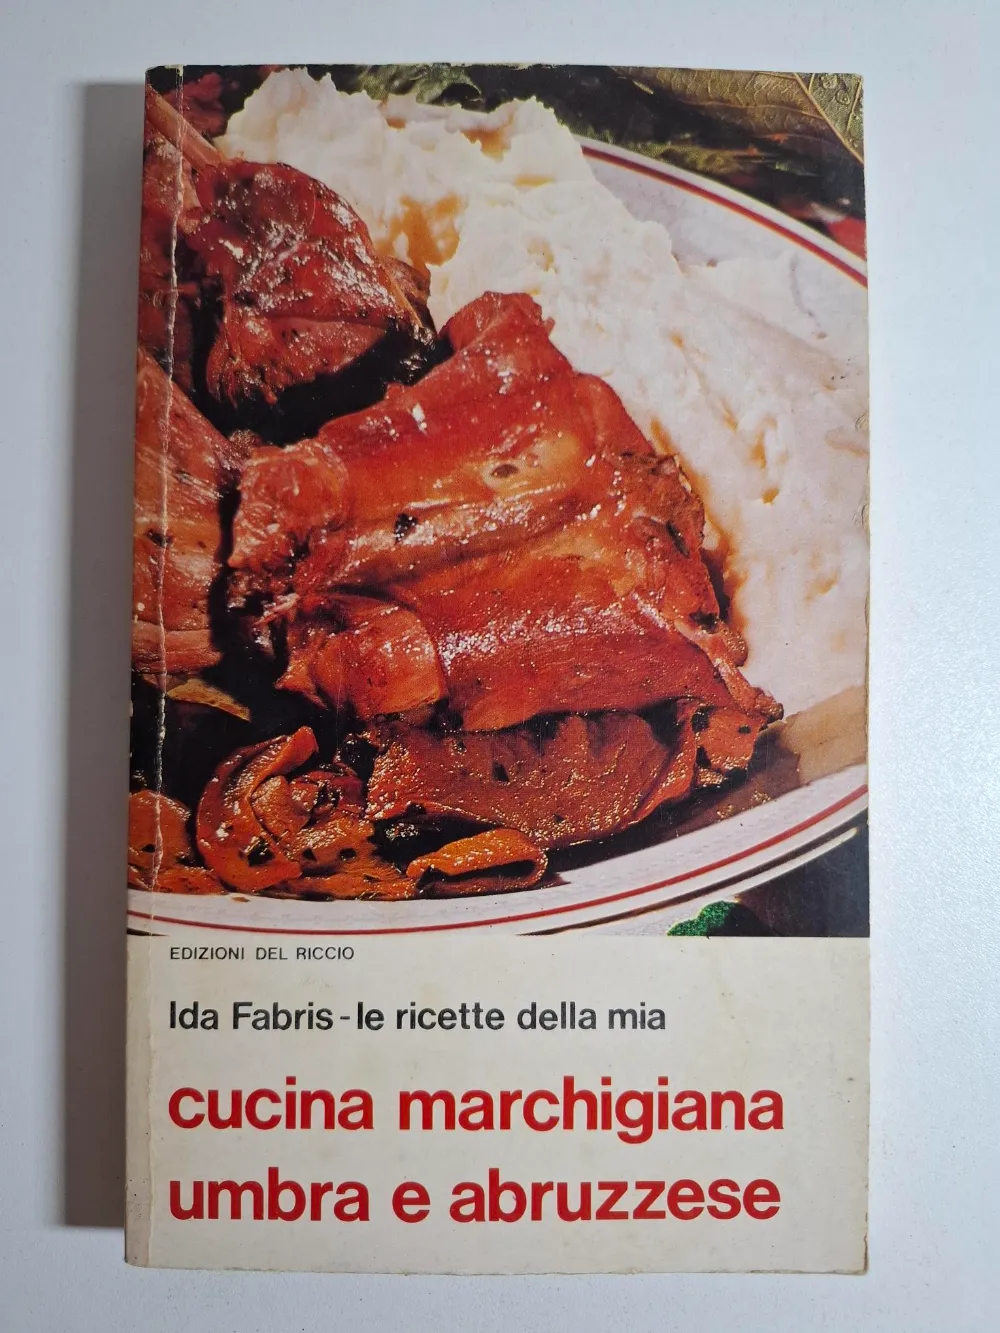 EDIZIONI DEL RICCIO
Ida Fabris - le ricette della mia
cucina marchigiana
umbra e abruzzese